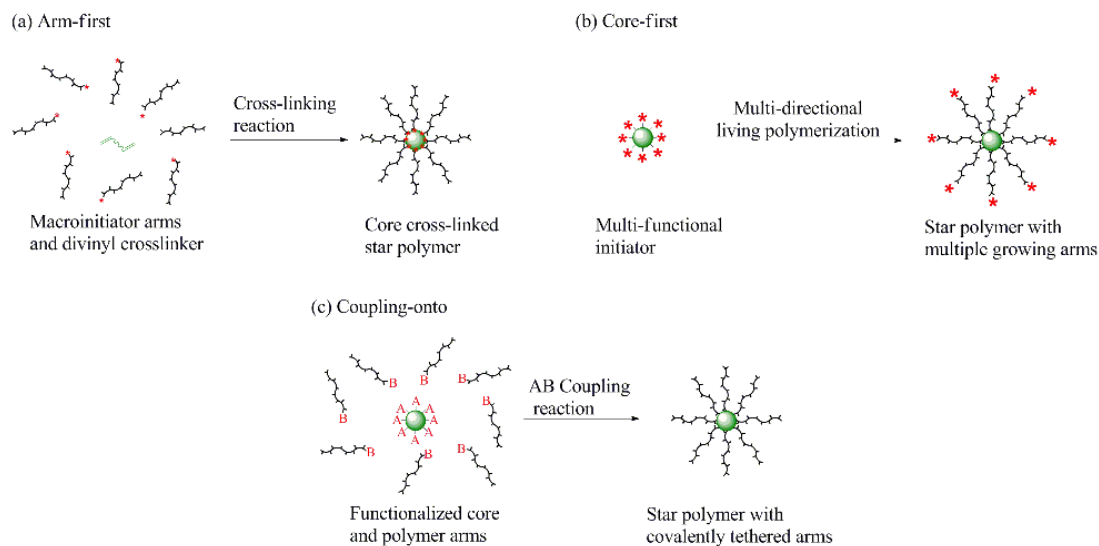 (a) Arm-first
(b) Core-first
Cross-linking
reaction
Macroinitiator arms
and divinyl crosslinker
Core cross-linked
star polymer
Multi-directional
living polymerization
Multi-functional
initiator
Star polymer with
multiple growing arms
(c) Coupling-onto
B
B
B
B
B
B
B
B
A
A
A
A
A
A
A
A
AB Coupling
reaction
Functionalized core
and polymer arms
Star polymer with
covalently tethered arms